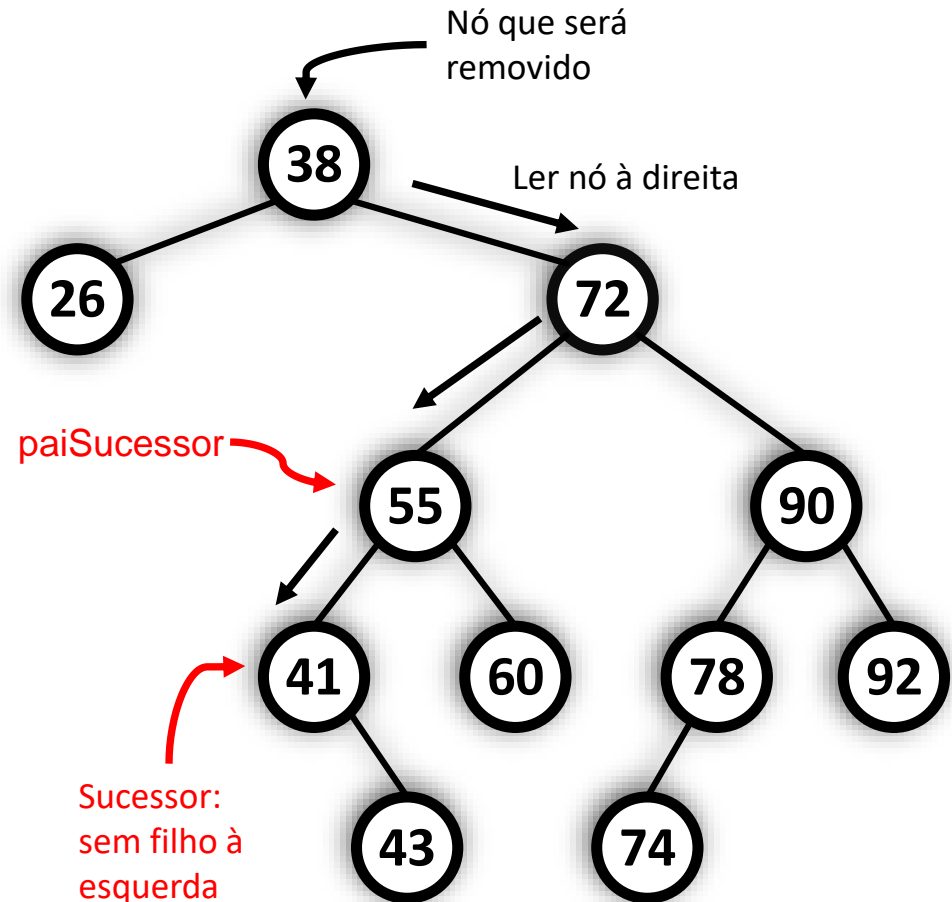 Nó que será
removido
38
Ler nó à direita
26
72
paiSucessor
55
90
41
60
78
92
Sucessor:
sem filho à
esquerda
43
74